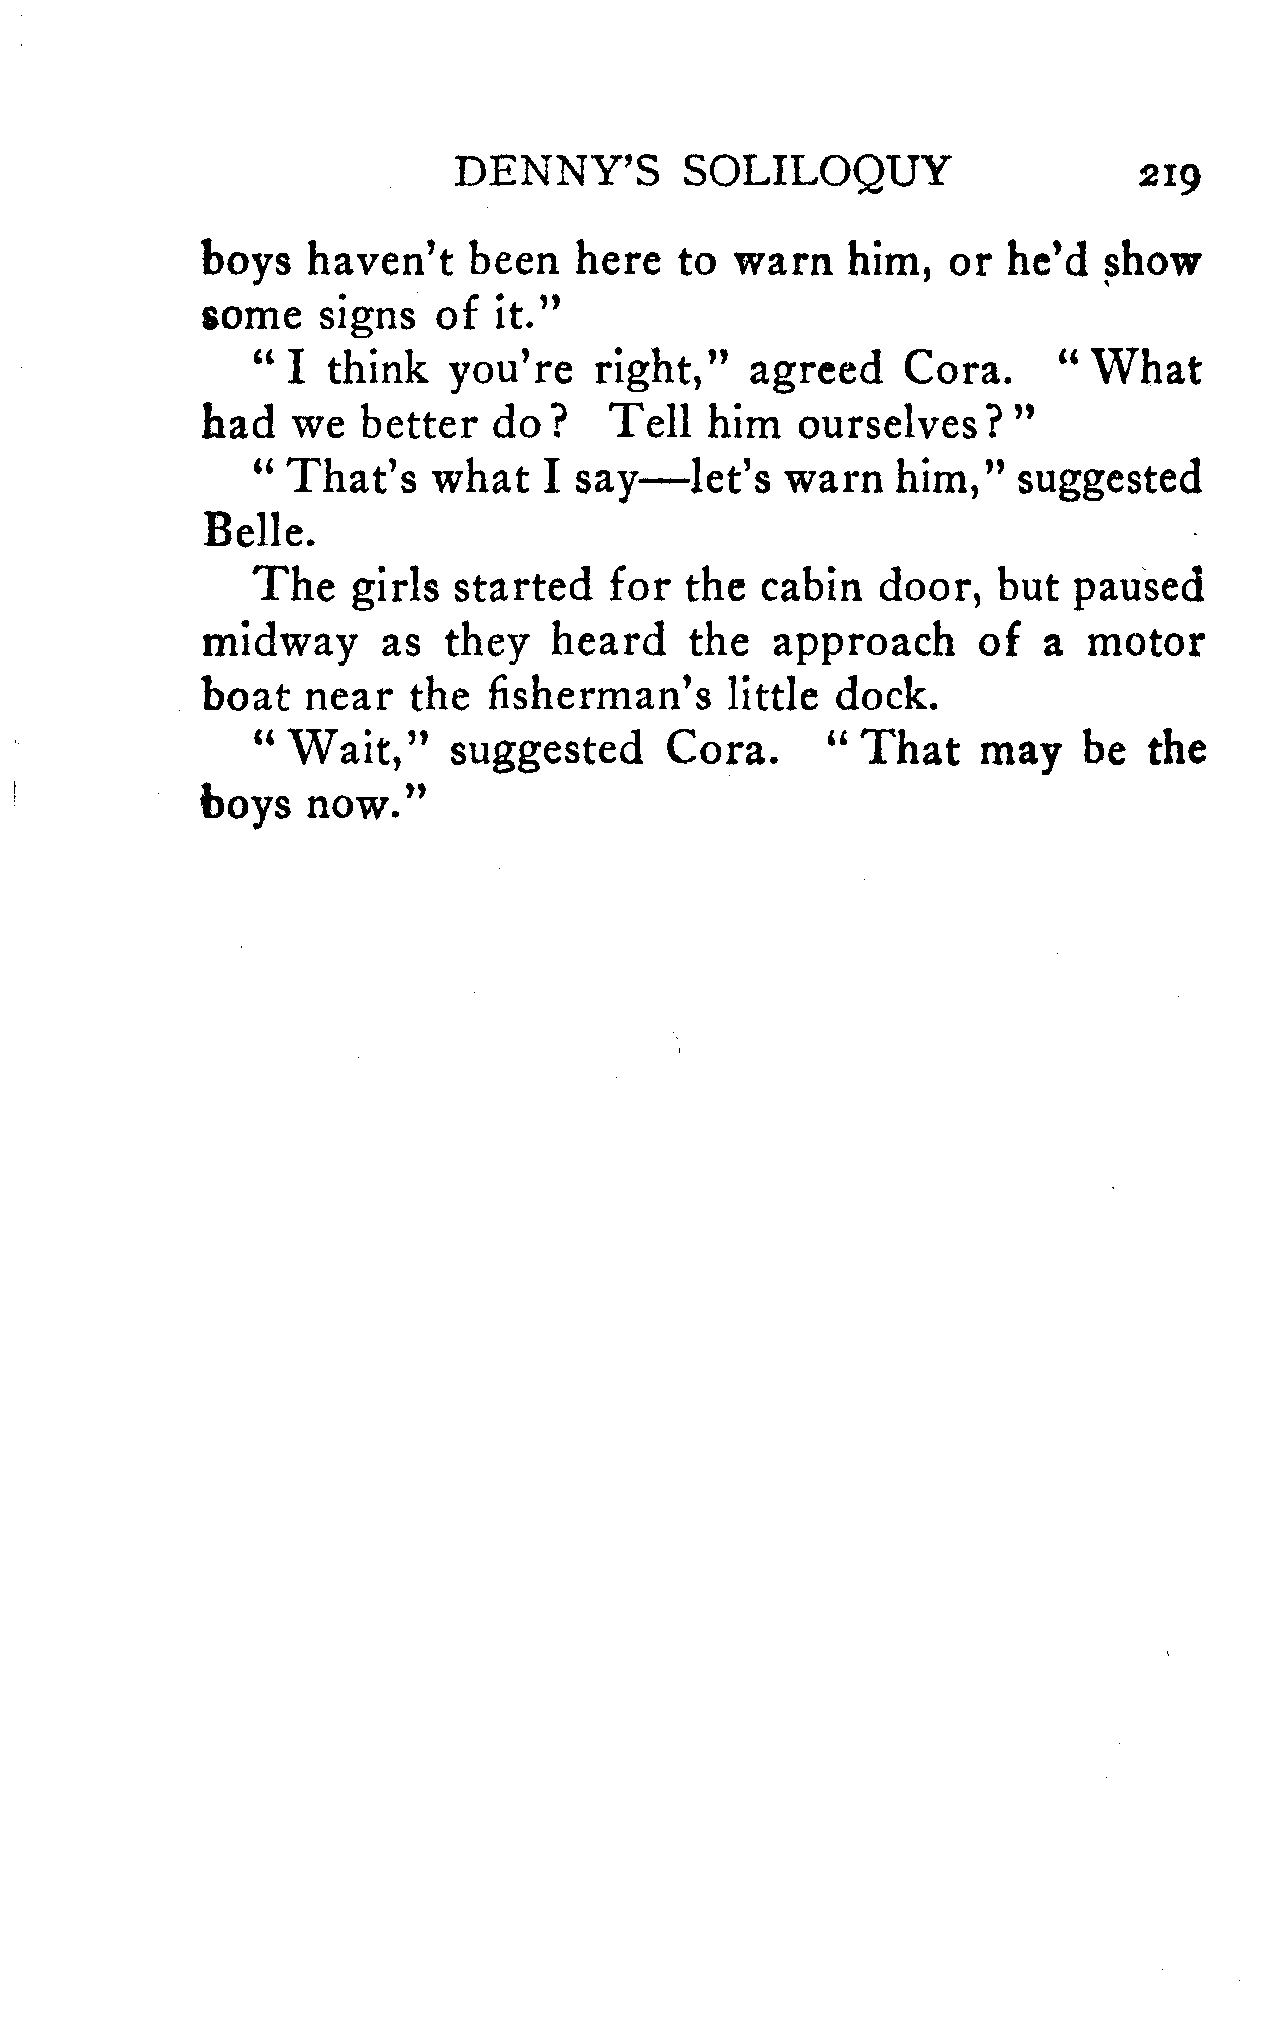 DENNY'S SOLILOQUY 219
boys haven't been here to warn him, or he'd show
some signs of it."
" I think you're right," agreed Cora. " What
had we better do? Tell him ourselves? "
" That's what I say—let's warn him," suggested
Belle.
The girls started for the cabin door, but paused
midway as they heard the approach of a motor
boat near the fisherman's little dock.
" Wait," suggested Cora. " That may be the
boys now."